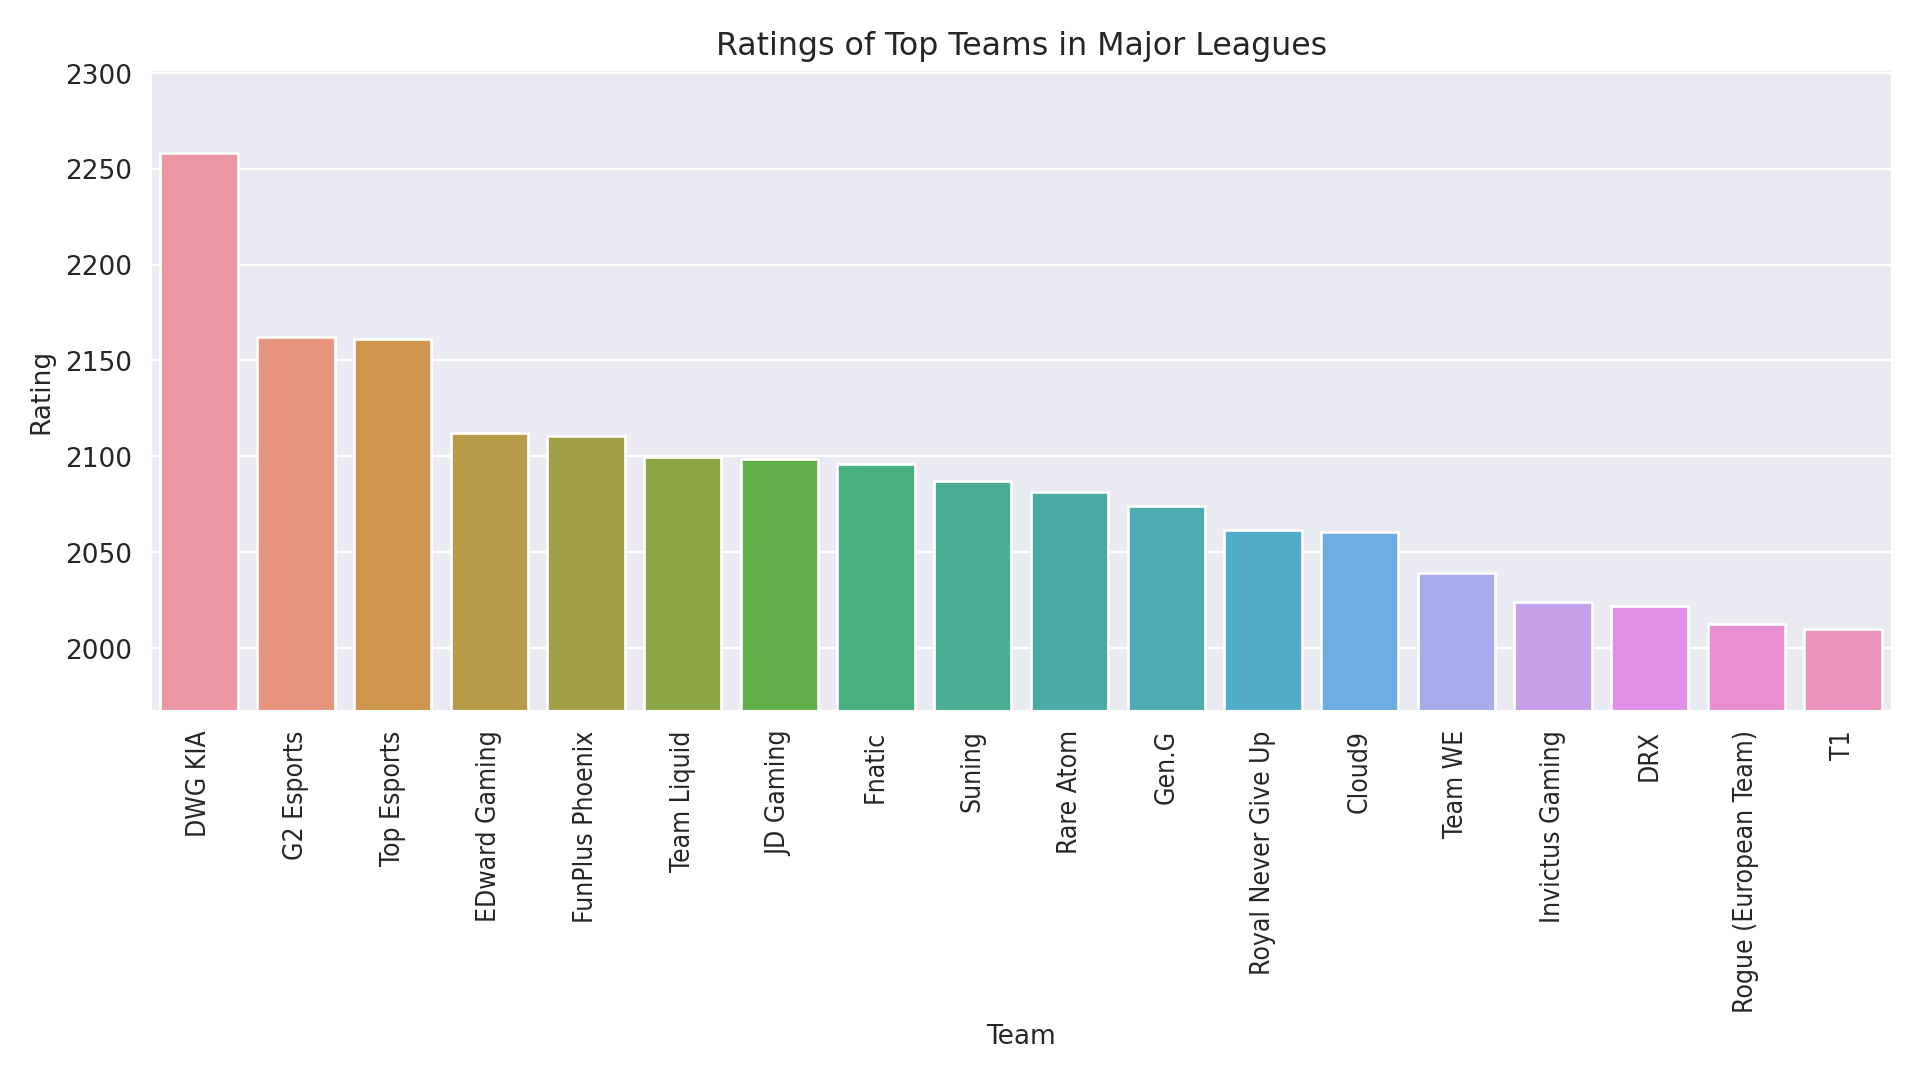 Ratings of Top Teams in Major Leagues
2300
2250
2200
2150
2100
2050
2000
Rating
DWG KIA
G2 Esports
Top Esports
EDward Gaming
FunPlus Phoenix
Team Liquid
JD Gaming
Fnatic
Suning
Rare Atom
Gen.G
Royal Never Give Up
Cloud9
Team WE
Invictus Gaming
DRX
Rogue (European Team)
T1
Team